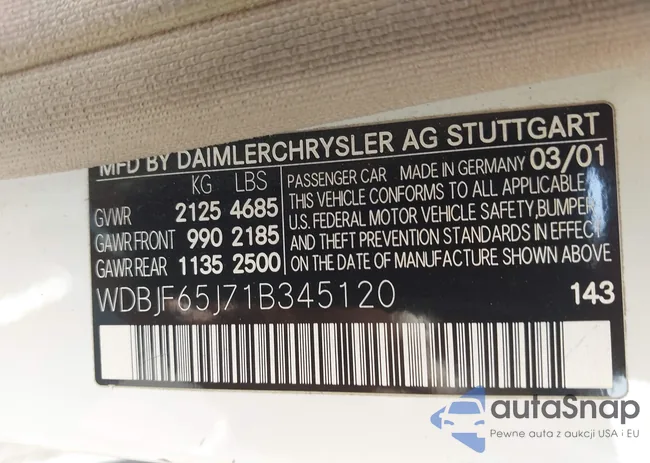 MFD BY DAIMLERCHRYSLER AG STUTTGART
KG LBS
GVWR 2125 4685
GAWR FRONT 990 2185
GAWR REAR 1135 2500
PASSENGER CAR MADE IN GERMANY 03/01
THIS VEHICLE CONFORMS TO ALL APPLICABLE
U.S. FEDERAL MOTOR VEHICLE SAFETY,BUMPER
AND THEFT PREVENTION STANDARDS IN EFFECT
ON THE DATE OF MANUFACTURE SHOWN ABOVE
WDBJF65J71B345120 143
autaSnap
Pewne auta z aukcji USA i EU